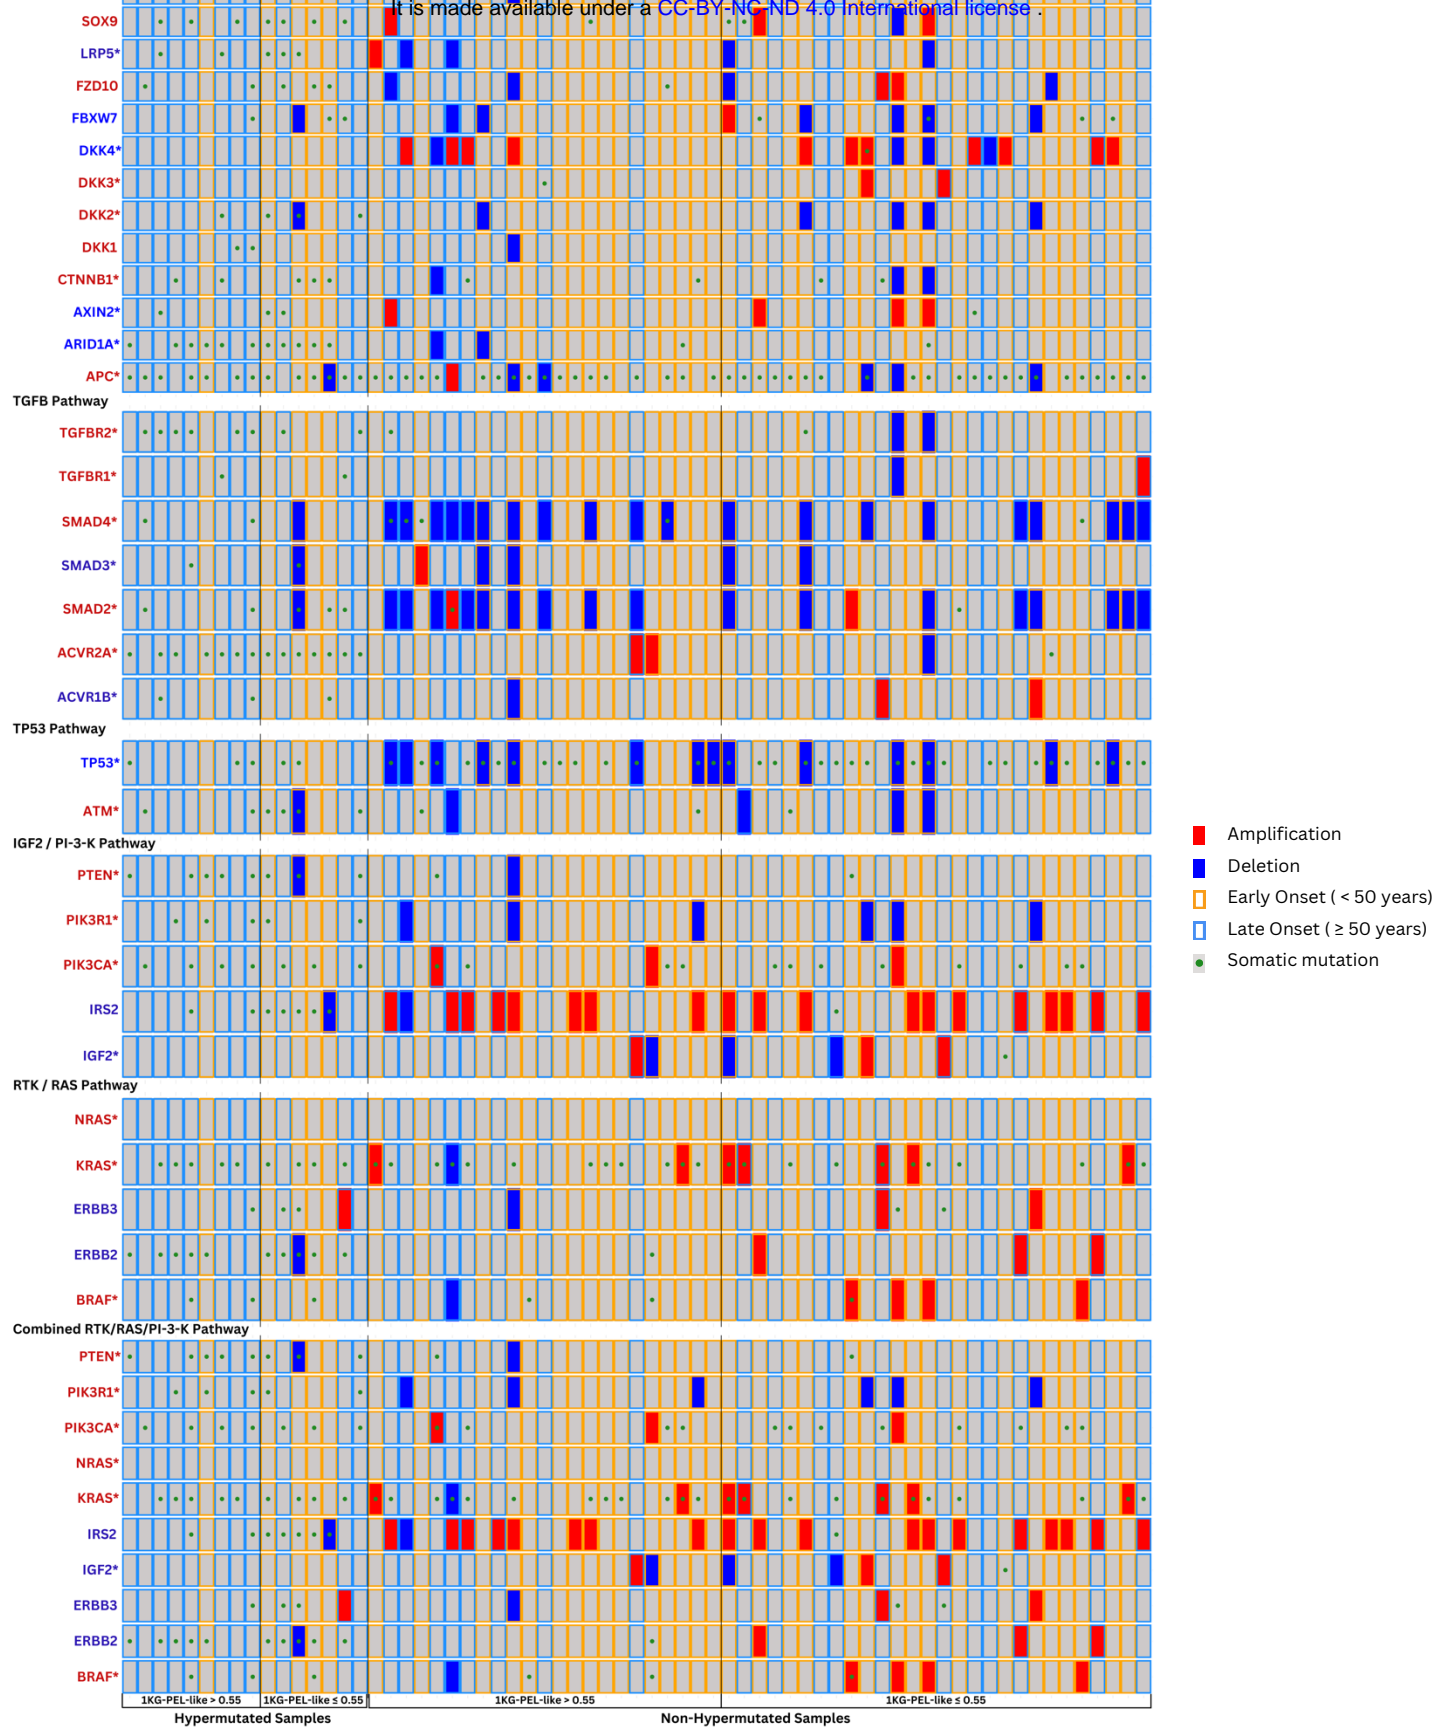 It is made available under a CC-BY-NC-ND 4.0 International license .
SOX9
LRP5*
FZD10
FBXW7
DKK4*
DKK3*
DKK2*
DKK1
CTNNB1*
AXIN2*
ARID1A*
APC*
TGFB Pathway
TGFBR2*
TGFBR1*
SMAD4*
SMAD3*
SMAD2*
ACVR2A*
ACVR1B*
TP53 Pathway
TP53*
ATM*
IGF2 / PI-3-K Pathway
PTEN*
PIK3R1*
PIK3CA*
IRS2
IGF2*
RTK / RAS Pathway
NRAS*
KRAS*
ERBB3
ERBB2
BRAF*
Combined RTK/RAS/PI-3-K Pathway
PTEN*
PIK3R1*
PIK3CA*
NRAS*
KRAS*
IRS2
IGF2*
ERBB3
ERBB2
BRAF*
1KG-PEL-like > 0.55 1KG-PEL-like ≤ 0.55 1KG-PEL-like > 0.55 1KG-PEL-like ≤ 0.55
Hypermutated Samples Non-Hypermutated Samples
Amplification
Deletion
Early Onset ( < 50 years)
Late Onset ( ≥ 50 years)
Somatic mutation